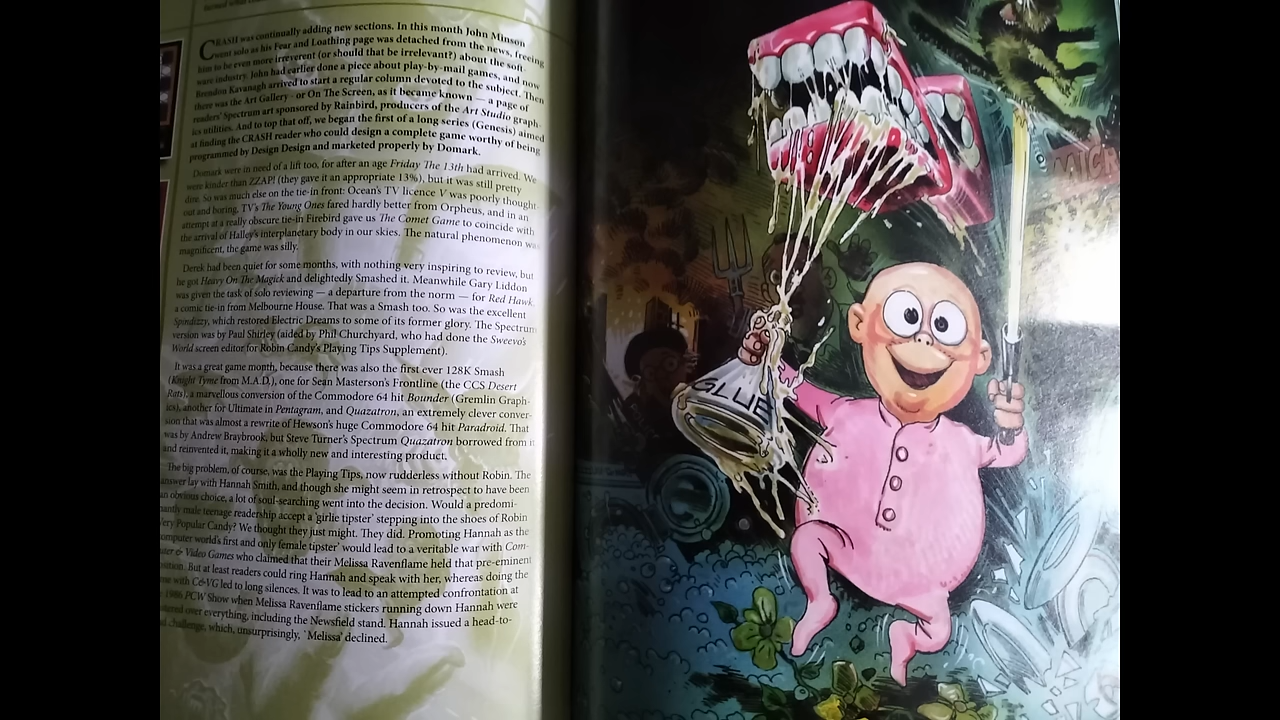 CRASH was continually adding new sections. In this month John Minson
went solo as his Fear and Loathing page was detached from the news, freeing
him to be even more irreverent (or should that be irrelevant?) about the soft-
ware industry. John had earlier done a piece about play-by-mail games, and now
Brendon Kavanagh arrived to start a regular column devoted to the subject. Then
there was the Art Gallery - or On The Screen, as it became known — a page of
readers' Spectrum art sponsored by Rainbird, producers of the Art Studio graph-
ics utilities. And to top that off, we began the first of a long series (Genesis) aimed
at finding the CRASH reader who could design a complete game worthy of being
programmed by Design Design and marketed properly by Domark.
Domark were in need of a lift too, for after an age Friday The 13th had arrived. We
were kinder than ZZAP! (they gave it an appropriate 13%), but it was still pretty
dire. So was much else on the tie-in front: Ocean's TV licence V was poorly thought-
out and boring, TV's The Young Ones fared hardly better from Orpheus, and in an
attempt at a really obscure tie-in Firebird gave us The Comet Game to coincide with
the arrival of Halley's interplanetary body in our skies. The natural phenomenon was
magnificent, the game was silly.
Derek had been quiet for some months, with nothing very inspiring to review, but
he got Heavy On The Magick and delightedly Smashed it. Meanwhile Gary Liddon
was given the task of solo reviewing — a departure from the norm — for Red Hawk,
a comic tie-in from Melbourne House. That was a Smash too. So was the excellent
Spindizzy, which restored Electric Dreams to some of its former glory. The Spectrum
version was by Paul Shirley (aided by Phil Churchyard, who had done the Sweevo's
World screen editor for Robin Candy's Playing Tips Supplement).
It was a great game month, because there was also the first ever 128K Smash
(Knight Tyme from M.A.D.), one for Sean Masterson's Frontline (the CCS Desert
Rats), a marvellous conversion of the Commodore 64 hit Bounder (Gremlin Graph-
ics), another for Ultimate in Pentagram, and Quazatron, an extremely clever conver-
sion that was almost a rewrite of Hewson's huge Commodore 64 hit Paradroid. That
was by Andrew Braybrook, but Steve Turner's Spectrum Quazatron borrowed from it
and reinvented it, making it a wholly new and interesting product.
The big problem, of course, was the Playing Tips, now rudderless without Robin. The
answer lay with Hannah Smith, and though she might seem in retrospect to have been
an obvious choice, a lot of soul-searching went into the decision. Would a predomi-
nantly male teenage readership accept a 'girlie tipster' stepping into the shoes of Robin
Very Popular Candy? We thought they just might. They did. Promoting Hannah as the
computer world's first and only female tipster' would lead to a veritable war with Com-
uter & Video Games who claimed that their Melissa Ravenflame held that pre-eminent
osition. But at least readers could ring Hannah and speak with her, whereas doing the
me with C&VG led to long silences. It was to lead to an attempted confrontation at
1986 PCW Show when Melissa Ravenflame stickers running down Hannah were
stered over everything, including the Newsfield stand. Hannah issued a head-to-
d challenge, which, unsurprisingly, 'Melissa' declined.
GLUE
MICR